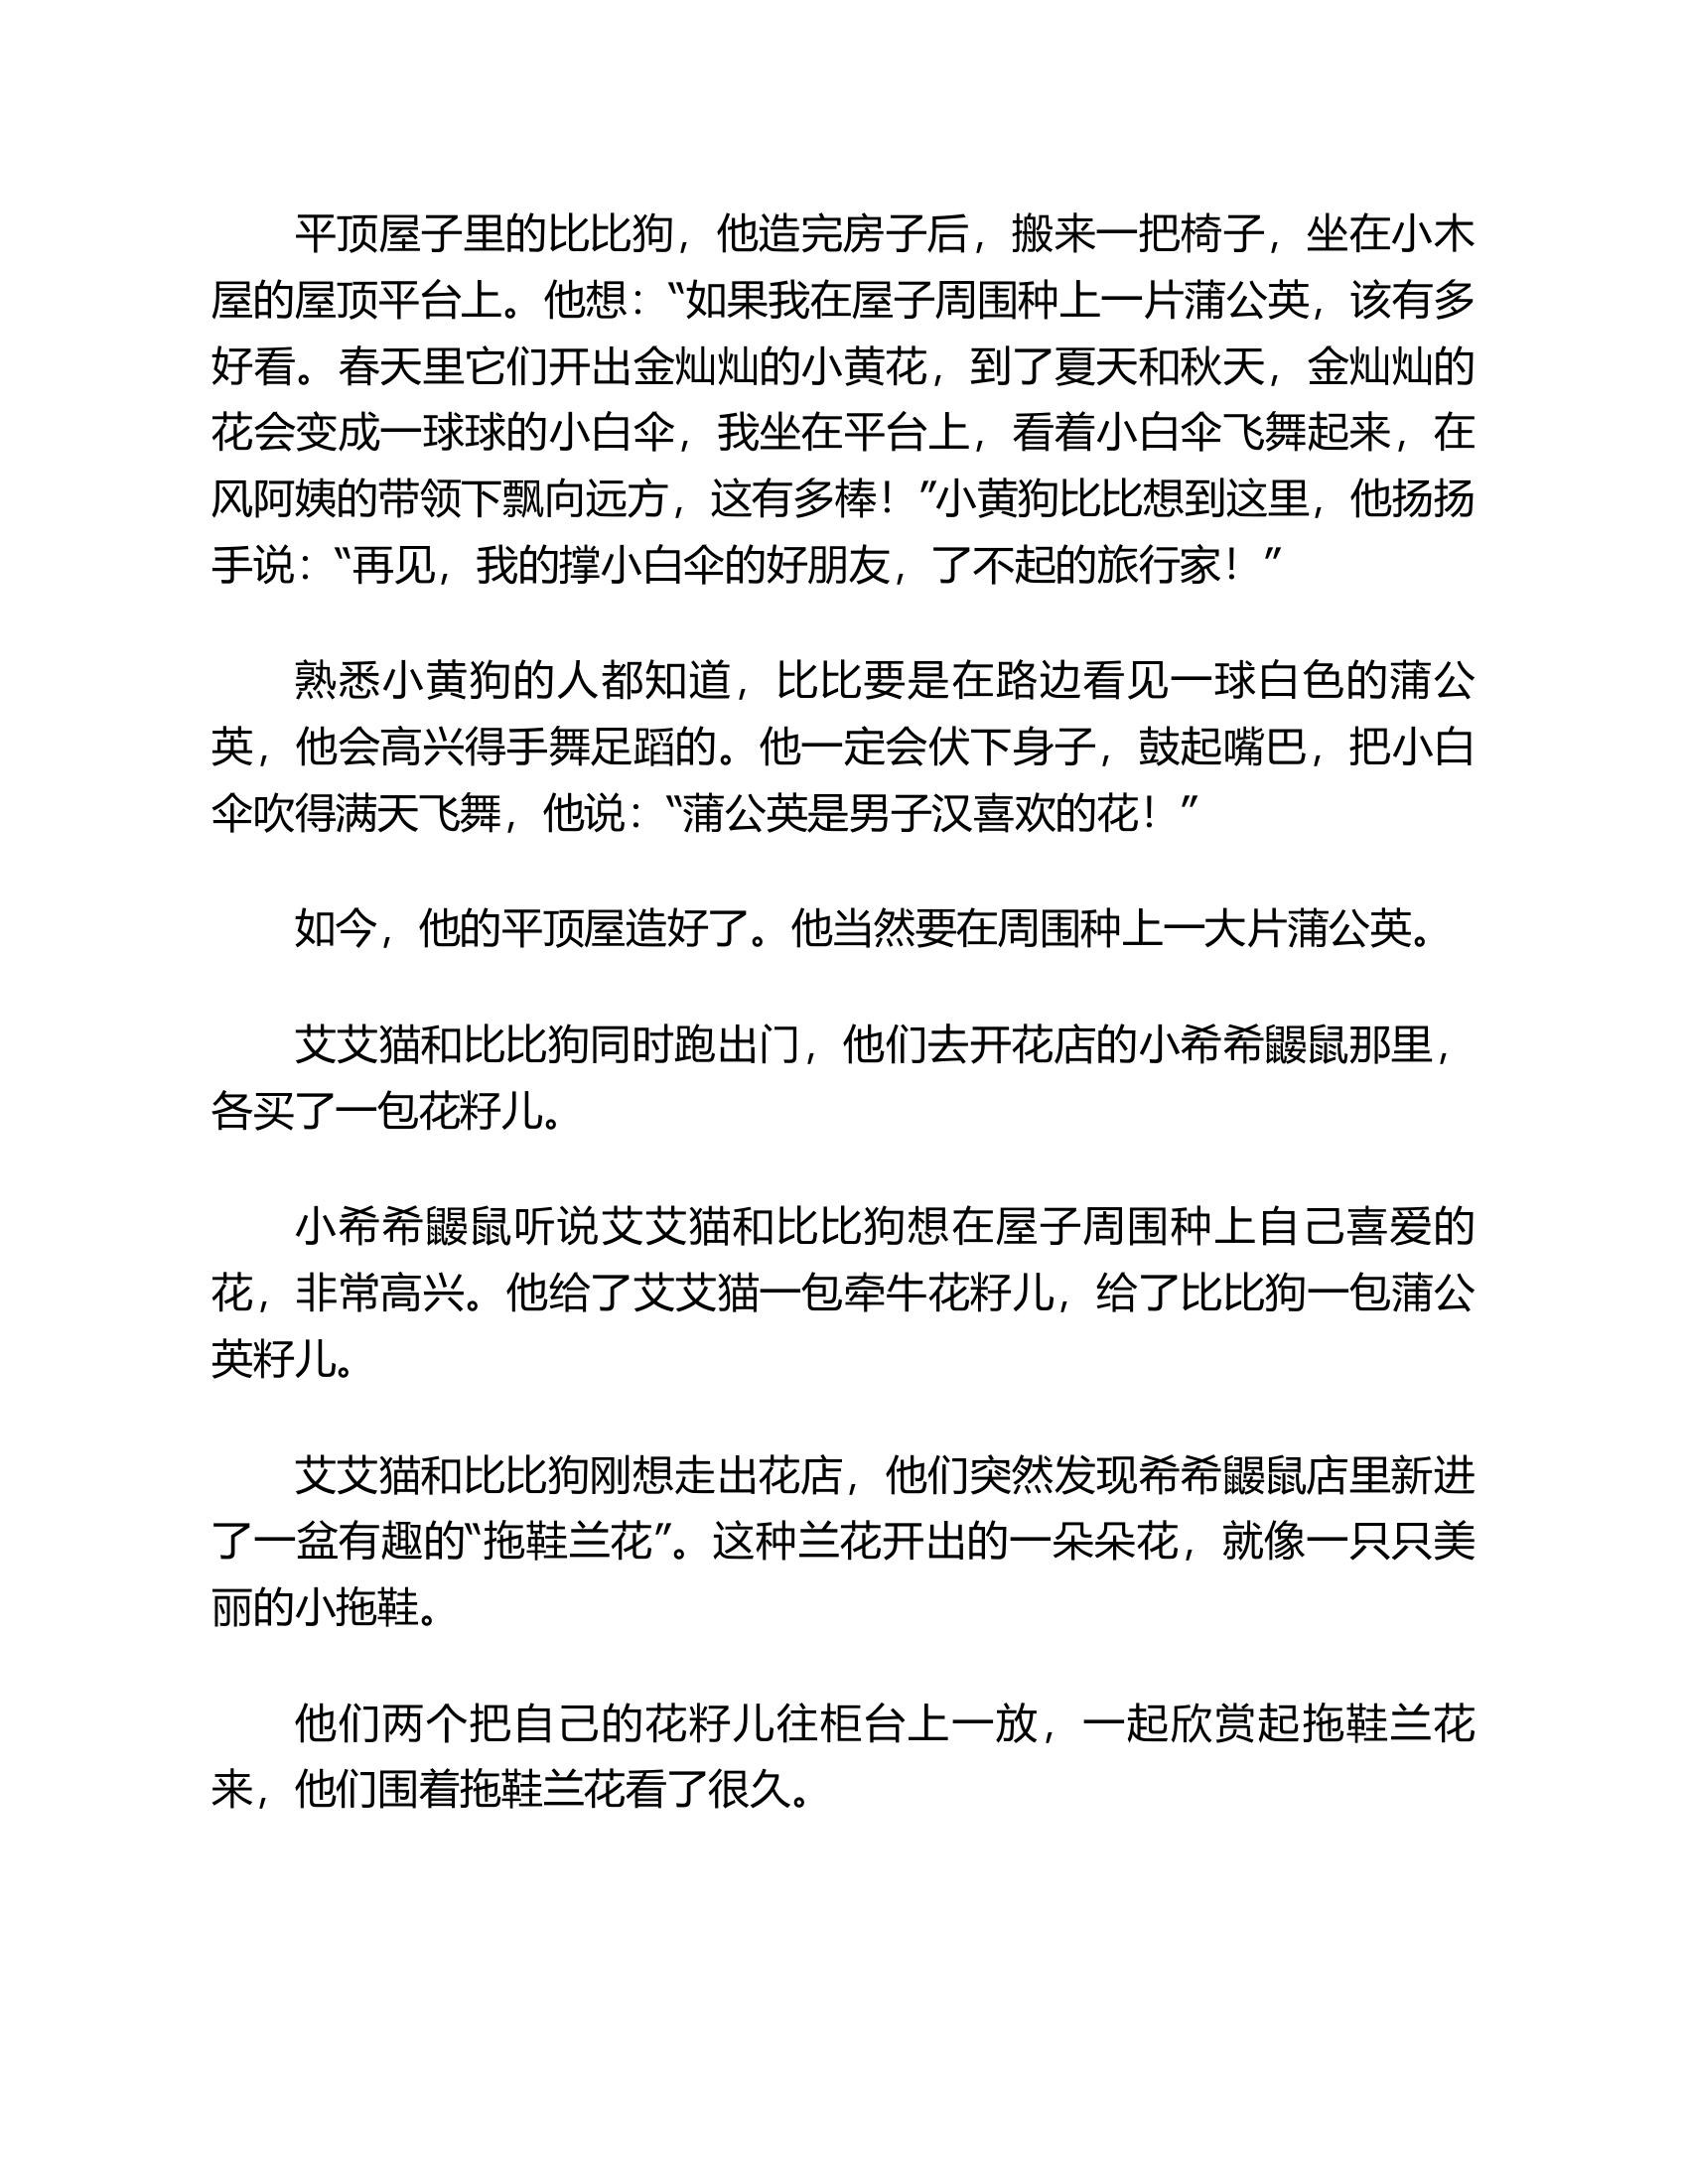 平顶屋子里的比比狗，他造完房子后，搬来一把椅子，坐在小木
屋的屋顶平台上。他想：“如果我在屋子周围种上一片蒲公英，该有多
好看。春天里它们开出金灿灿的小黄花，到了夏天和秋天，金灿灿的
花会变成一球球的小白伞，我坐在平台上，看着小白伞飞舞起来，在
风阿姨的带领下飘向远方，这有多棒！”小黄狗比比想到这里，他扬扬
手说：“再见，我的撑小白伞的好朋友，了不起的旅行家！”
熟悉小黄狗的人都知道，比比要是在路边看见一球白色的蒲公
英，他会高兴得手舞足蹈的。他一定会伏下身子，鼓起嘴巴，把小白
伞吹得满天飞舞，他说：“蒲公英是男子汉喜欢的花！”
如今，他的平顶屋造好了。他当然要在周围种上一大片蒲公英。
艾艾猫和比比狗同时跑出门，他们去开花店的小希希鼹鼠那里，
各买了一包花籽儿。
小希希鼹鼠听说艾艾猫和比比狗想在屋子周围种上自己喜爱的
花，非常高兴。他给了艾艾猫一包牵牛花籽儿，给了比比狗一包蒲公
英籽儿。
艾艾猫和比比狗刚想走出花店，他们突然发现希希鼹鼠店里新进
了一盆有趣的“拖鞋兰花”。这种兰花开出的一朵朵花，就像一只只美
丽的小拖鞋。
他们两个把自己的花籽儿往柜台上一放，一起欣赏起拖鞋兰花
来，他们围着拖鞋兰花看了很久。